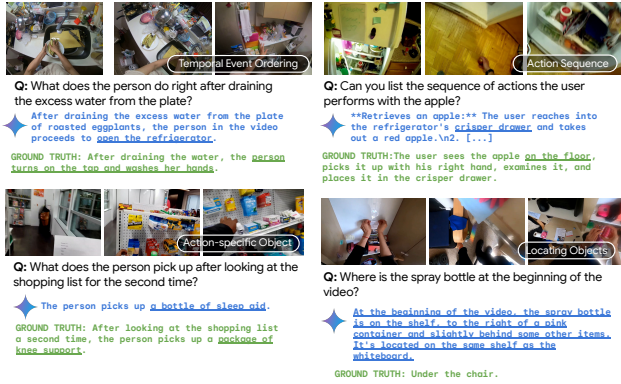 Temporal Event Ordering
Q: What does the person do right after draining
the excess water from the plate?
After draining the excess water from the plate
of roasted eggplants, the person in the video
proceeds to open the refrigerator.
GROUND TRUTH: After draining the water, the person
turns on the tap and washes her hands.
Action Sequence
Q: Can you list the sequence of actions the user
performs with the apple?
**Retrieves an apple:** The user reaches into
the refrigerator's crisper drawer and takes
out a red apple.\n2. [...]
GROUND TRUTH:The user sees the apple on the floor,
picks it up with his right hand, examines it, and
places it in the crisper drawer.
Action-specific Object
Q: What does the person pick up after looking at the
shopping list for the second time?
The person picks up a bottle of sleep aid.
GROUND TRUTH: After looking at the shopping list
a second time, the person picks up a package of
knee support.
Locating Objects
Q: Where is the spray bottle at the beginning of the
video?
At the beginning of the video, the spray bottle
is on the shelf, to the right of a pink
container and slightly behind some other items.
It's located on the same shelf as the
whiteboard.
GROUND TRUTH: Under the chair.